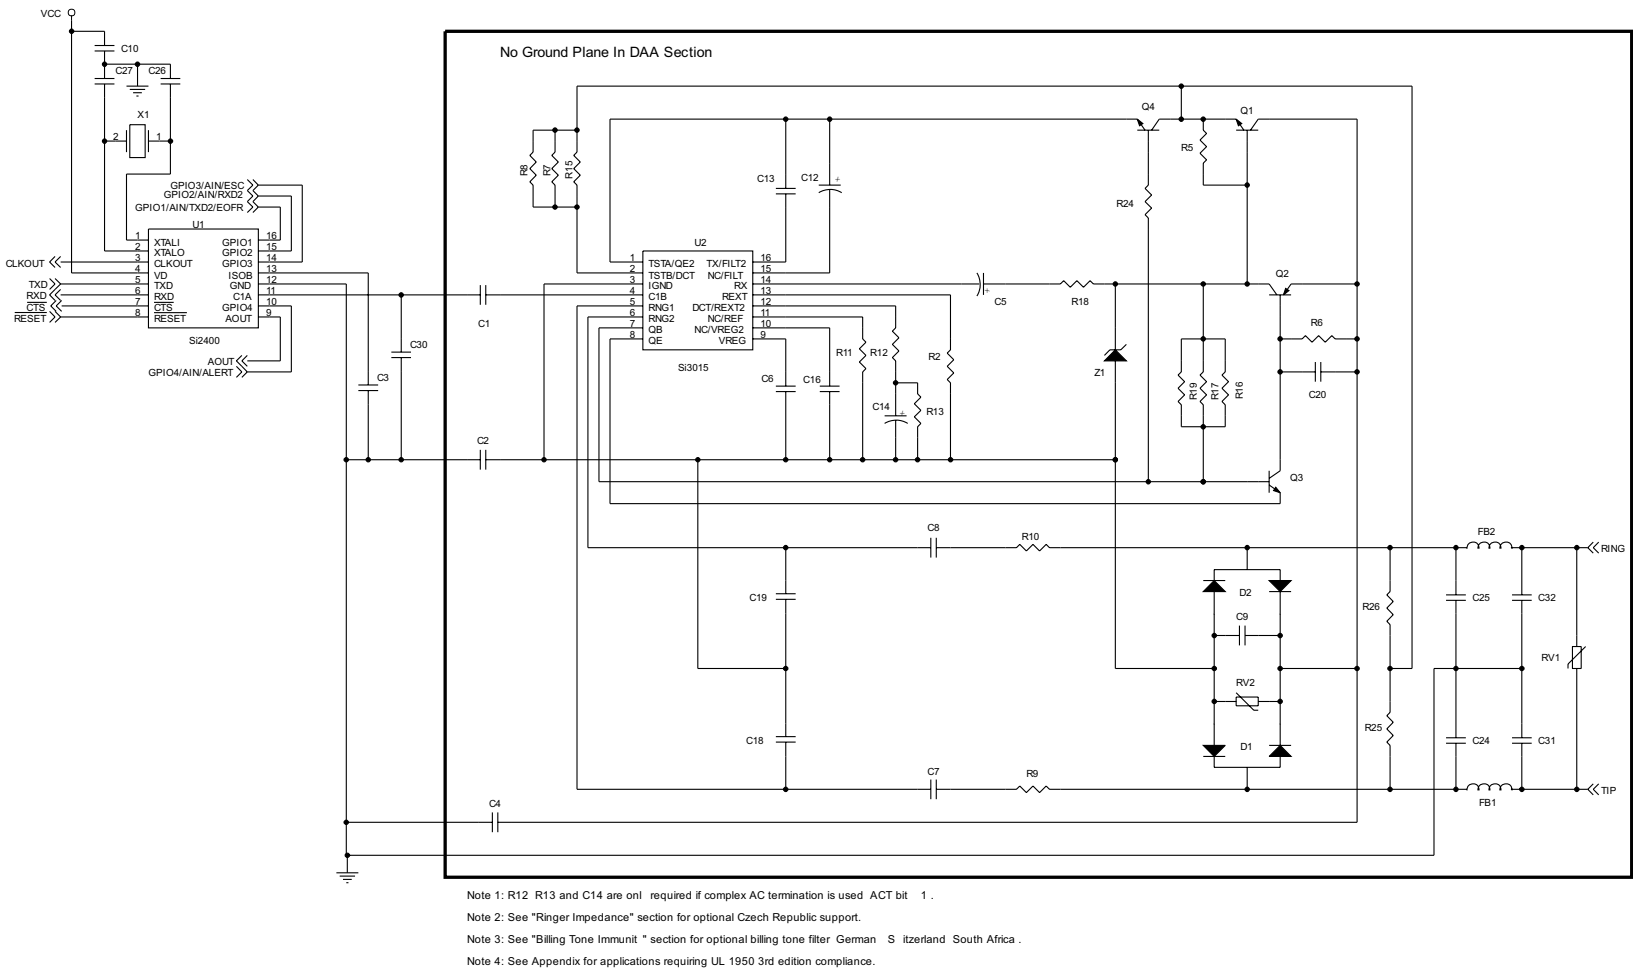 VCC
C10
C27
C26
X1
2
1
GPIO3/AIN/ESC
GPIO2/AIN/RXD2
GPIO1/AIN/TXD2/EOFR
U1
1 XTALI GPIO1 16
2 XTALO GPIO2 15
CLKOUT 3 CLKOUT GPIO3 14
4 VD ISOB 13
TXD 5 TXD GND 12
RXD 6 RXD C1A 11
CTS 7 CTS GPIO4 10
RESET 8 RESET AOUT 9
Si2400
AOUT
GPIO4/AIN/ALERT
C3
C30
C1
C2
C4
No Ground Plane In DAA Section
R8
R7
R15
C13
C12
+
U2
1 TSTA/QE2 TX/FILT2 16
2 TSTB/DCT NC/FILT 15
3 IGND RX 14
4 C1B REXT 13
5 RNG1 DCT/REXT2 12
6 RNG2 NC/REF 11
7 QB NC/VREG2 10
8 QE VREG 9
Si3015
C6
C16
R11
R12
R2
C14
+
R13
Q4
Q1
R5
R24
C5
+
R18
Q2
R6
C20
Z1
R19
R17
R16
Q3
C8
R10
C19
C18
C7
R9
D2
C9
RV2
D1
R26
R25
FB2
RING
C25
C32
RV1
C24
C31
FB1
TIP
Note 1: R12 R13 and C14 are onl required if complex AC termination is used ACT bit 1 .
Note 2: See "Ringer Impedance" section for optional Czech Republic support.
Note 3: See "Billing Tone Immunit " section for optional billing tone filter German S itzerland South Africa .
Note 4: See Appendix for applications requiring UL 1950 3rd edition compliance.